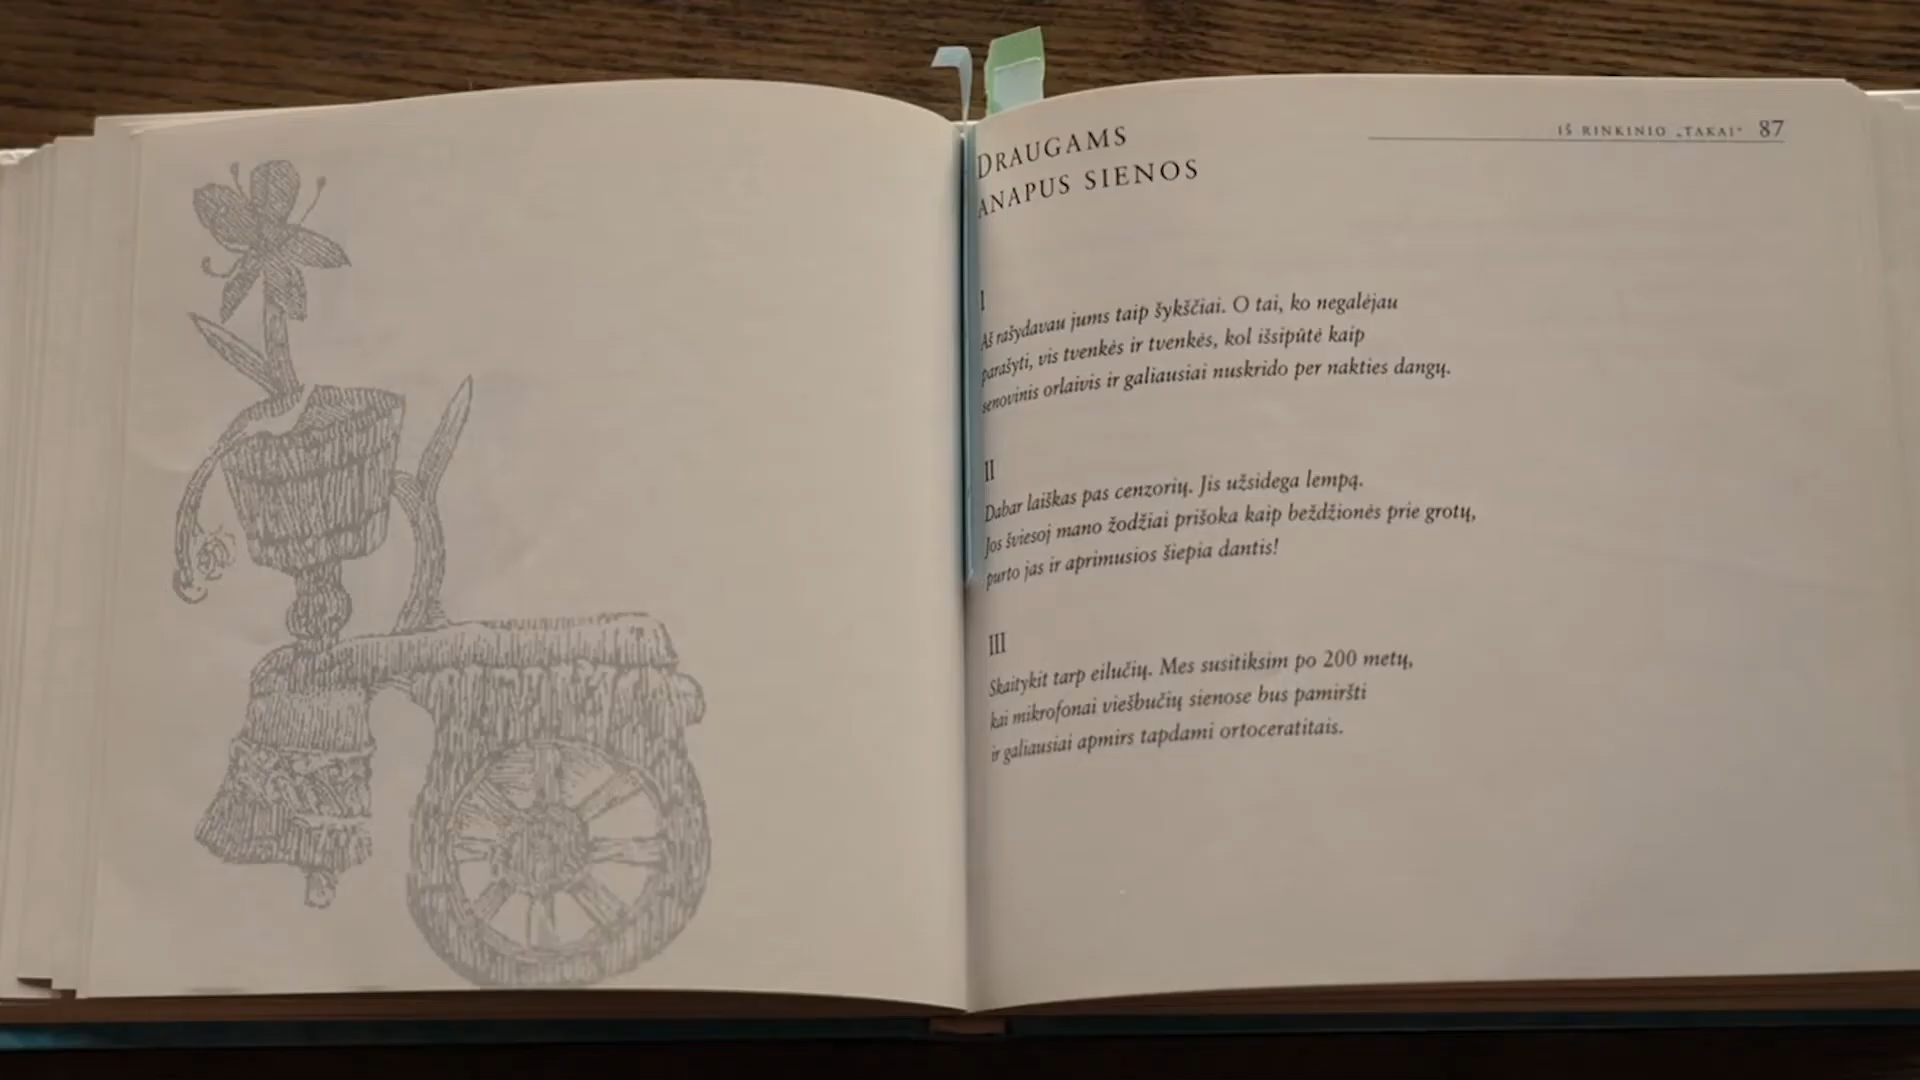 IŠ RINKINIO „TAKAI“ 87
DRAUGAMS
ANAPUS SIENOS
I
Aš rašydavau jums taip šykščiai. O tai, ko negalėjau
parašyti, vis tvenkės ir tvenkės, kol išsipūtė kaip
senovinis orlaivis ir galiausiai nuskrido per nakties dangų.
II
Dabar laiškas pas cenzorių. Jis užsidega lempą.
Jos šviesoj mano žodžiai prišoka kaip beždžionės prie grotų,
purto jas ir aprimusios šiepia dantis!
III
Skaitykit tarp eilučių. Mes susitiksim po 200 metų,
kai mikrofonai viešbučių sienose bus pamiršti
ir galiausiai apmirs tapdami ortoceratitais.